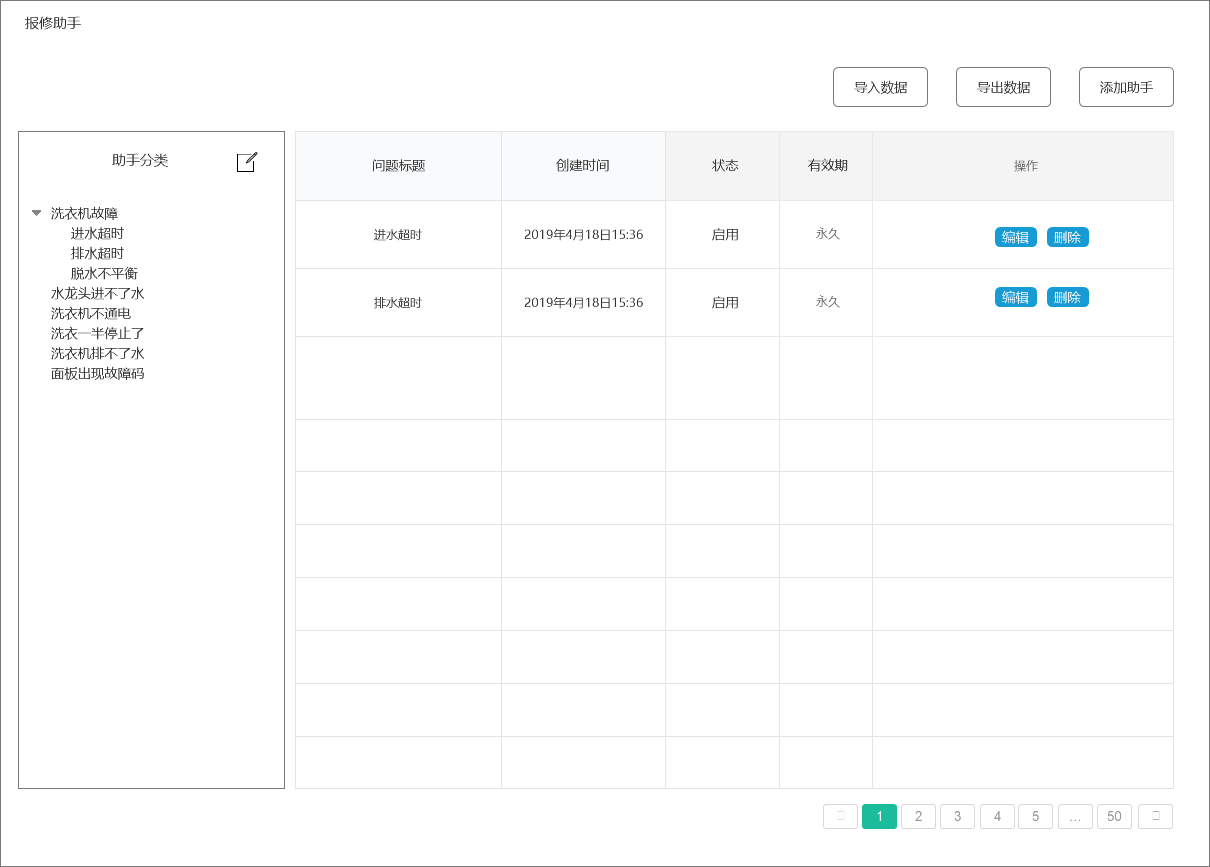 报修助手
导入数据 导出数据 添加助手
助手分类
洗衣机故障
进水超时
排水超时
脱水不平衡
水龙头进不了水
洗衣机不通电
洗衣一半停止了
洗衣机排不了水
面板出现故障码
问题标题 创建时间 状态 有效期 操作
进水超时 2019年4月18日15:36 启用 永久 编辑 删除
排水超时 2019年4月18日15:36 启用 永久 编辑 删除
1 2 3 4 5 ... 50